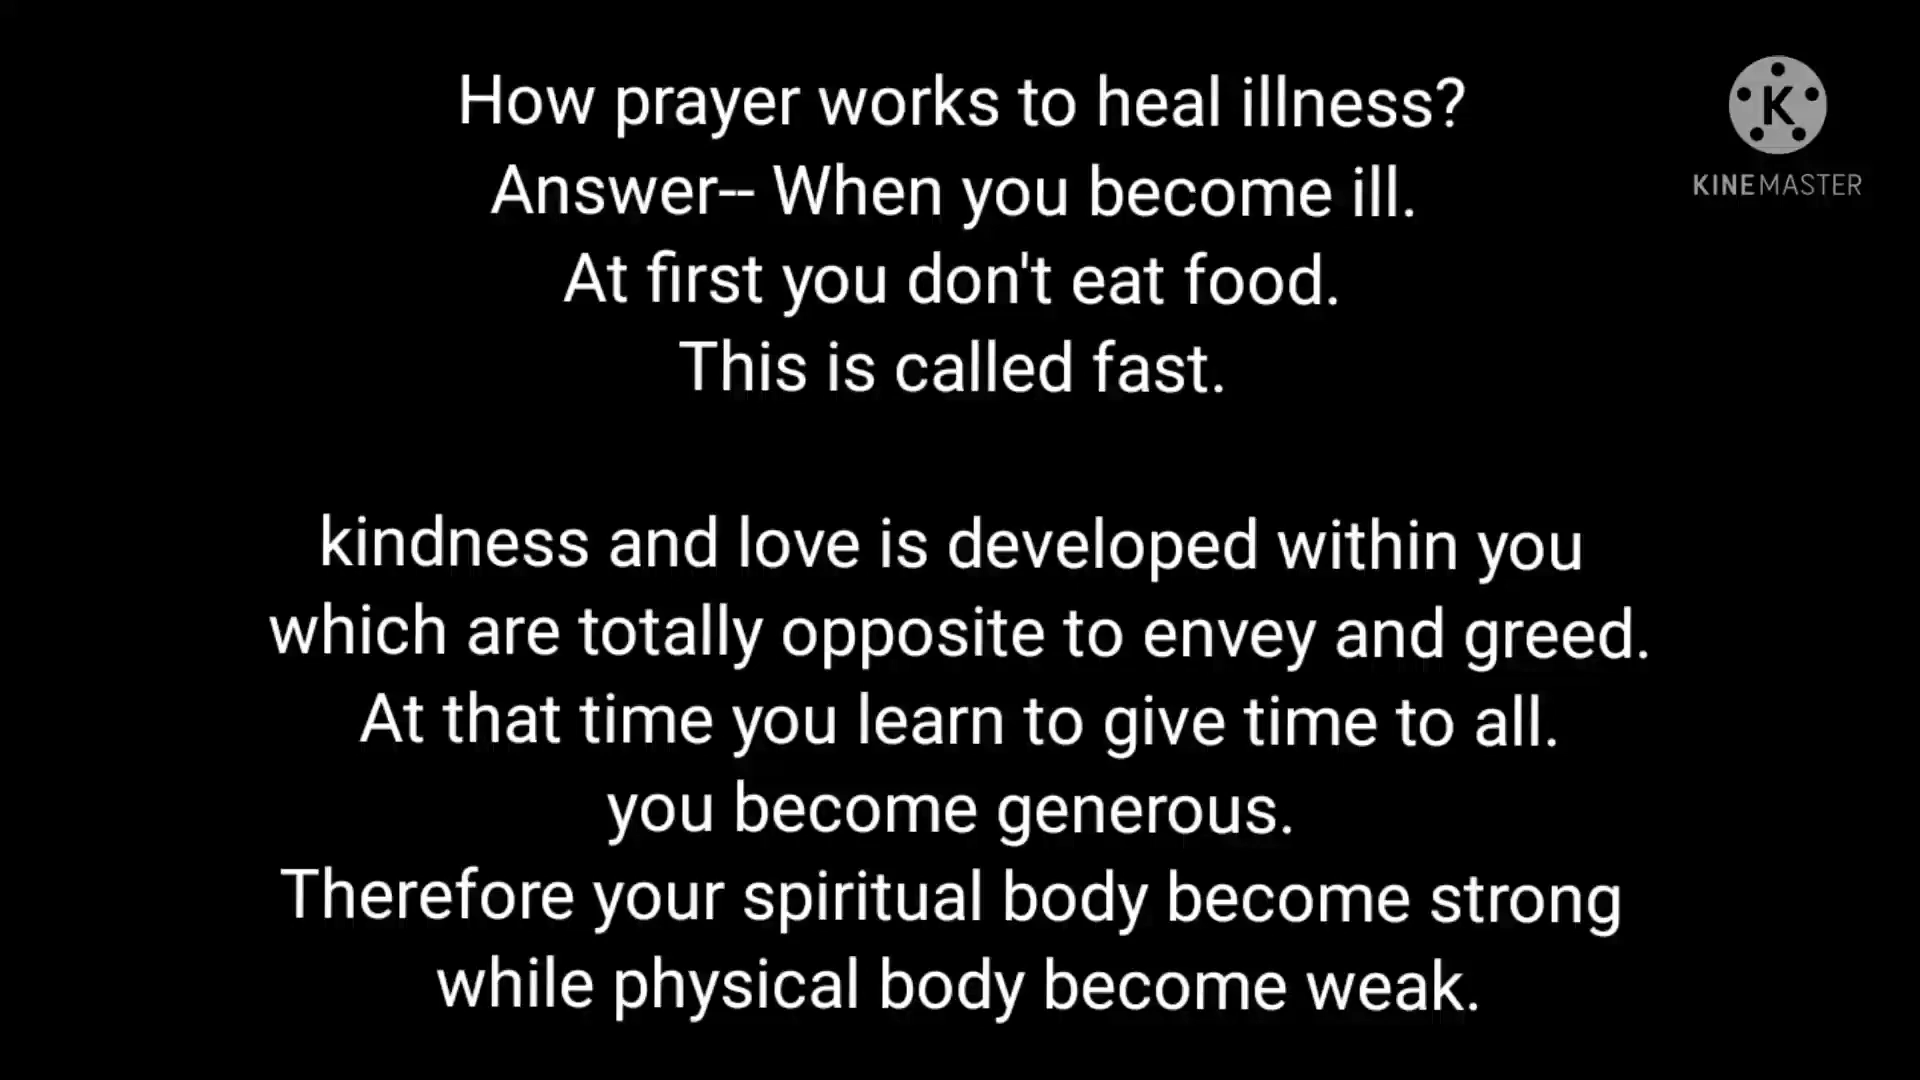 How prayer works to heal illness?
Answer-- When you become ill.
At first you don't eat food.
This is called fast.
kindness and love is developed within you
which are totally opposite to envey and greed.
At that time you learn to give time to all.
you become generous.
Therefore your spiritual body become strong
while physical body become weak.
K
KINEMASTER